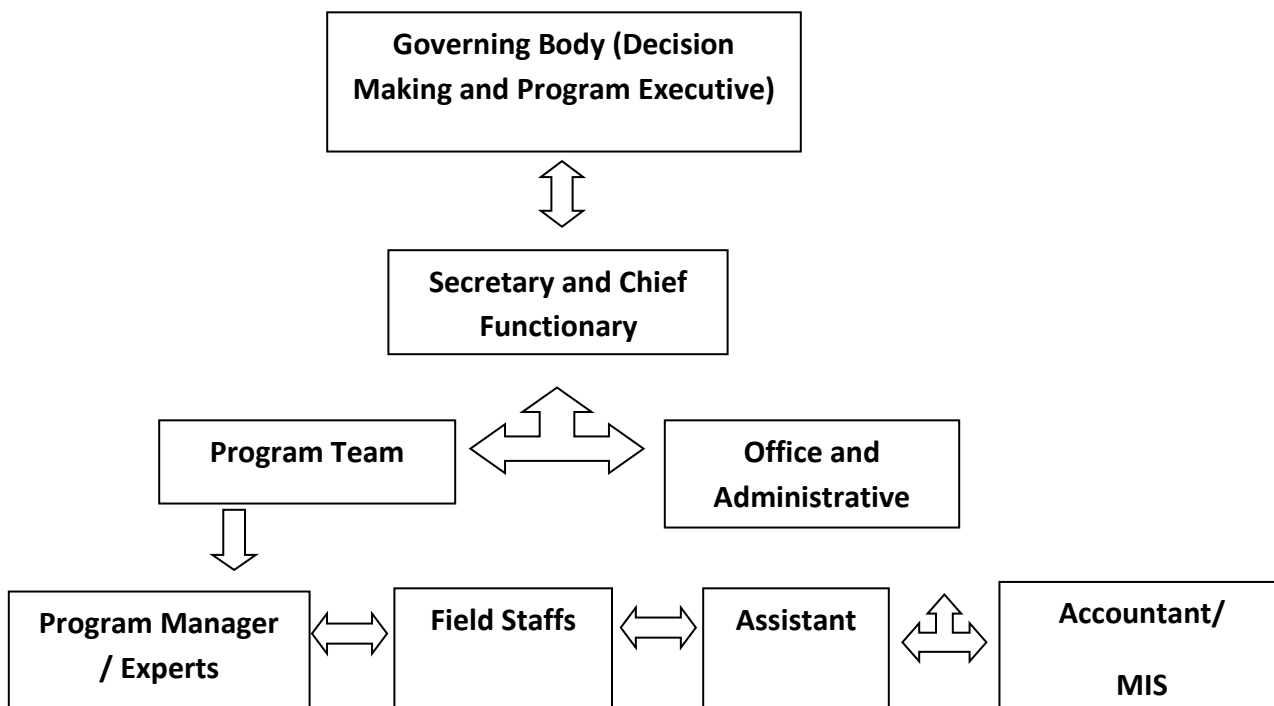 Governing Body (Decision
Making and Program Executive)
Secretary and Chief
Functionary
Program Team
Office and
Administrative
Program Manager
/ Experts
Field Staffs
Assistant
Accountant/
MIS